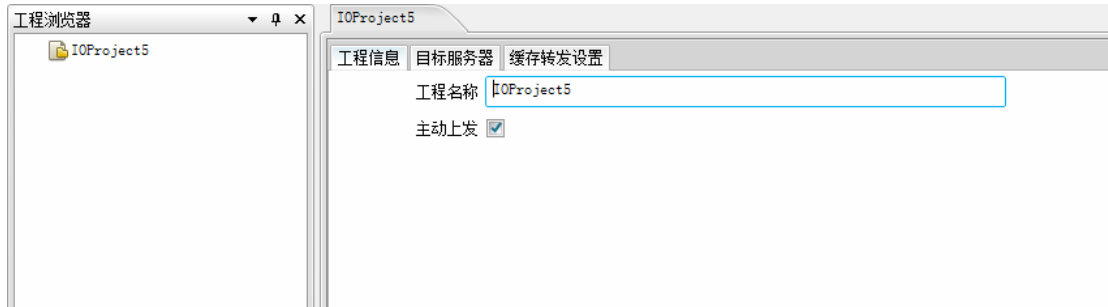 工程浏览器
IOProject5
IOProject5
工程信息 目标服务器 缓存转发设置
工程名称 IOProject5
主动上发